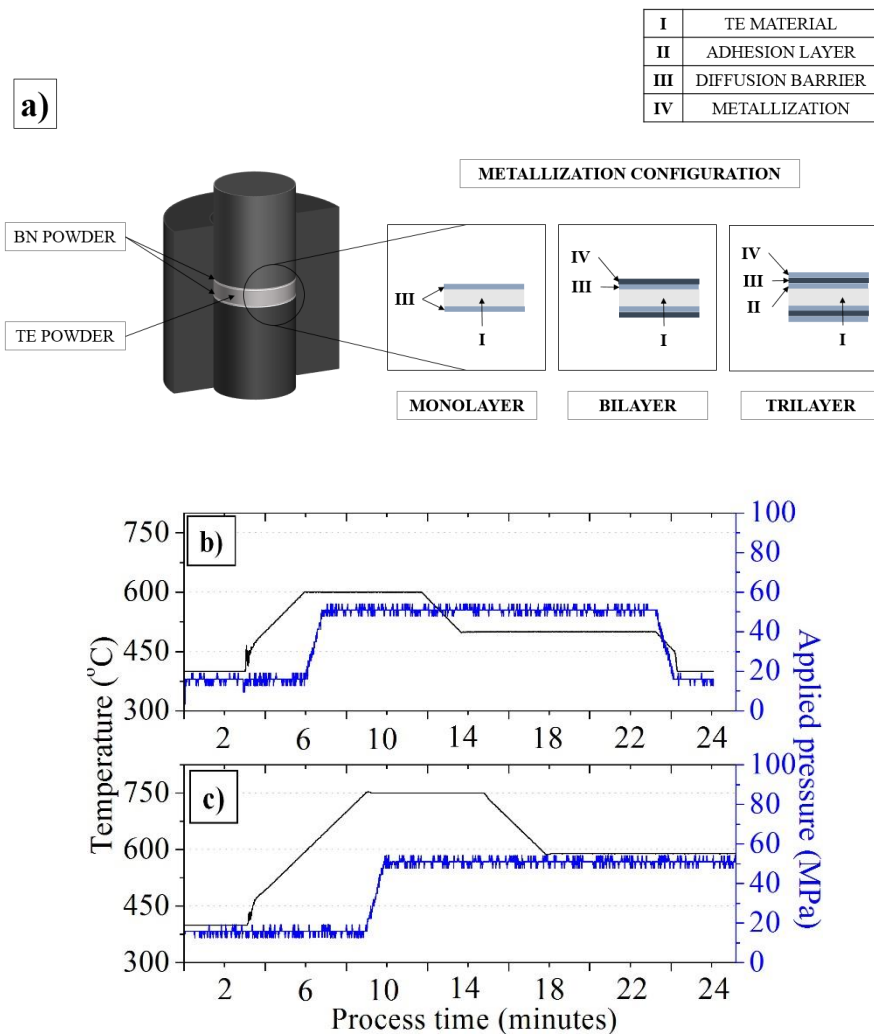 I TE MATERIAL
II ADHESION LAYER
III DIFFUSION BARRIER
IV METALLIZATION
a)
METALLIZATION CONFIGURATION
BN POWDER
TE POWDER
III
I
IV
III
I
IV
III
II
I
MONOLAYER
BILAYER
TRILAYER
b)
750
600
450
300
100
80
60
40
20
0
2 6 10 14 18 22 24
c)
750
600
450
300
100
80
60
40
20
0
2 6 10 14 18 22 24
Temperature (°C)
Applied pressure (MPa)
Process time (minutes)